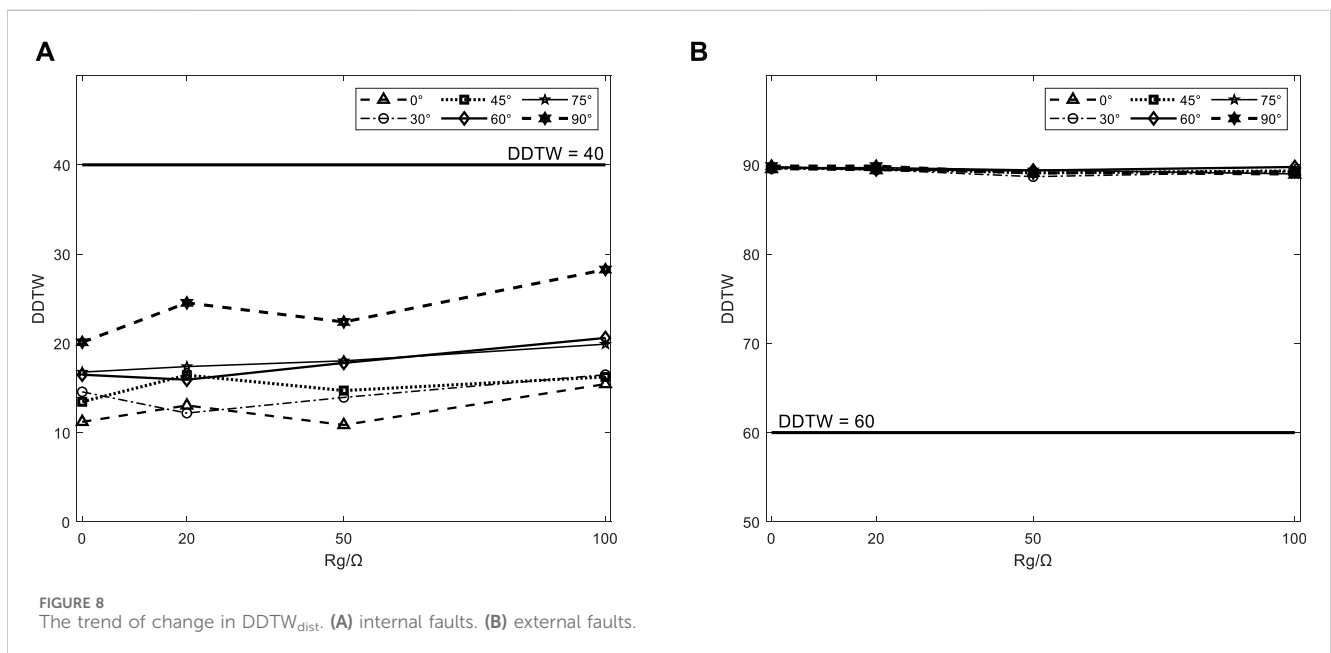 A
B
0° 45° 75°
30° 60° 90°
DDTW = 40
40
30
20
10
0
DDTW
0 20 50 100
Rg/Ω
0° 45° 75°
30° 60° 90°
90
80
70
60
50
DDTW
DDTW = 60
0 20 50 100
Rg/Ω
FIGURE 8
The trend of change in DDTWdist. (A) internal faults. (B) external faults.